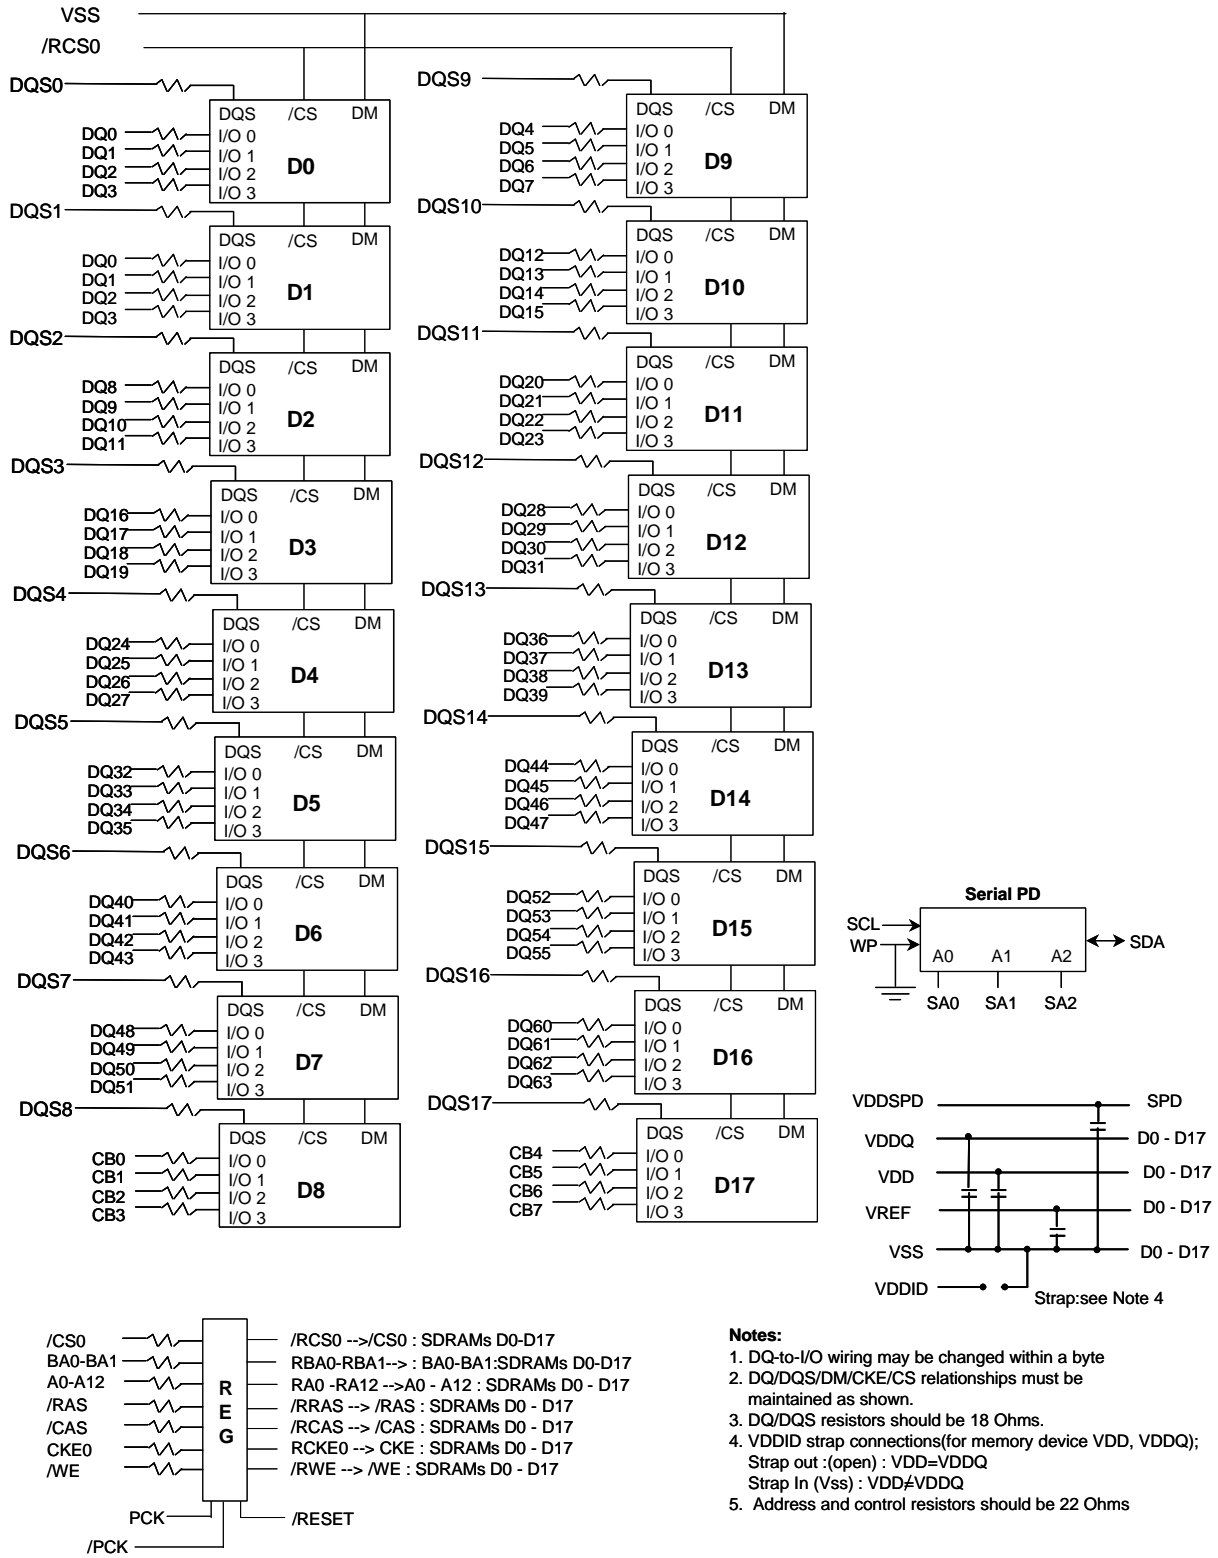 VSS
/RCS0
DQS0
DQS /CS DM
DQ0 I/O 0
DQ1 I/O 1
DQ2 I/O 2
DQ3 I/O 3
D0
DQS1
DQS /CS DM
DQ0 I/O 0
DQ1 I/O 1
DQ2 I/O 2
DQ3 I/O 3
D1
DQS2
DQS /CS DM
DQ8 I/O 0
DQ9 I/O 1
DQ10 I/O 2
DQ11 I/O 3
D2
DQS3
DQS /CS DM
DQ16 I/O 0
DQ17 I/O 1
DQ18 I/O 2
DQ19 I/O 3
D3
DQS4
DQS /CS DM
DQ24 I/O 0
DQ25 I/O 1
DQ26 I/O 2
DQ27 I/O 3
D4
DQS5
DQS /CS DM
DQ32 I/O 0
DQ33 I/O 1
DQ34 I/O 2
DQ35 I/O 3
D5
DQS6
DQS /CS DM
DQ40 I/O 0
DQ41 I/O 1
DQ42 I/O 2
DQ43 I/O 3
D6
DQS7
DQS /CS DM
DQ48 I/O 0
DQ49 I/O 1
DQ50 I/O 2
DQ51 I/O 3
D7
DQS8
DQS /CS DM
CB0 I/O 0
CB1 I/O 1
CB2 I/O 2
CB3 I/O 3
D8
DQS9
DQS /CS DM
DQ4 I/O 0
DQ5 I/O 1
DQ6 I/O 2
DQ7 I/O 3
D9
DQS10
DQS /CS DM
DQ12 I/O 0
DQ13 I/O 1
DQ14 I/O 2
DQ15 I/O 3
D10
DQS11
DQS /CS DM
DQ20 I/O 0
DQ21 I/O 1
DQ22 I/O 2
DQ23 I/O 3
D11
DQS12
DQS /CS DM
DQ28 I/O 0
DQ29 I/O 1
DQ30 I/O 2
DQ31 I/O 3
D12
DQS13
DQS /CS DM
DQ36 I/O 0
DQ37 I/O 1
DQ38 I/O 2
DQ39 I/O 3
D13
DQS14
DQS /CS DM
DQ44 I/O 0
DQ45 I/O 1
DQ46 I/O 2
DQ47 I/O 3
D14
DQS15
DQS /CS DM
DQ52 I/O 0
DQ53 I/O 1
DQ54 I/O 2
DQ55 I/O 3
D15
DQS16
DQS /CS DM
DQ60 I/O 0
DQ61 I/O 1
DQ62 I/O 2
DQ63 I/O 3
D16
DQS17
DQS /CS DM
CB4 I/O 0
CB5 I/O 1
CB6 I/O 2
CB7 I/O 3
D17
Serial PD
SCL
WP
SDA
A0 A1 A2
SA0 SA1 SA2
VDDSPD SPD
VDDQ D0 - D17
VDD D0 - D17
VREF D0 - D17
VSS D0 - D17
VDDID
Strap:see Note 4
/CS0 /RCS0 -->/CS0 : SDRAMs D0-D17
BA0-BA1 RBA0-RBA1--> : BA0-BA1:SDRAMs D0-D17
A0-A12 RA0 -RA12 -->A0 - A12 : SDRAMs D0 - D17
/RAS /RRAS --> /RAS : SDRAMs D0 - D17
/CAS /RCAS --> /CAS : SDRAMs D0 - D17
CKE0 RCKE0 --> CKE : SDRAMs D0 - D17
/WE /RWE --> /WE : SDRAMs D0 - D17
R
E
G
PCK
/PCK
/RESET
Notes:
1. DQ-to-I/O wiring may be changed within a byte
2. DQ/DQS/DM/CKE/CS relationships must be
maintained as shown.
3. DQ/DQS resistors should be 18 Ohms.
4. VDDID strap connections(for memory device VDD, VDDQ);
Strap out :(open) : VDD=VDDQ
Strap In (Vss) : VDD≠VDDQ
5. Address and control resistors should be 22 Ohms